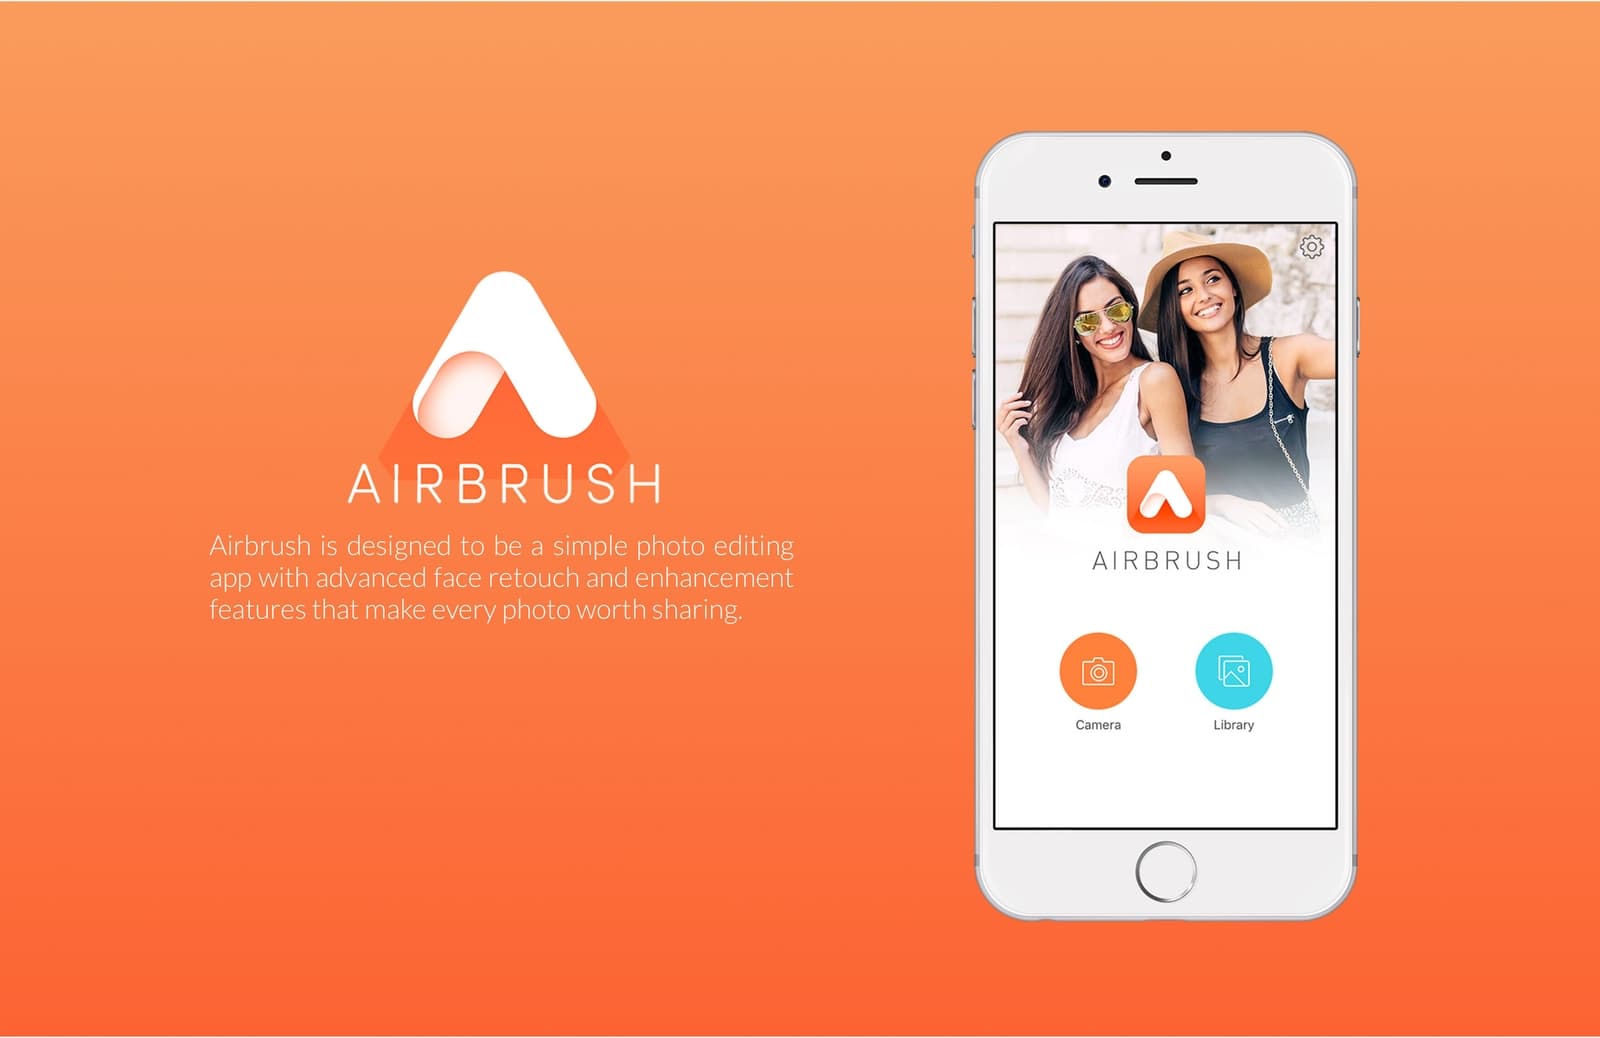 AIRBRUSH
Airbrush is designed to be a simple photo editing
app with advanced face retouch and enhancement
features that make every photo worth sharing.
AIRBRUSH
Camera
Library